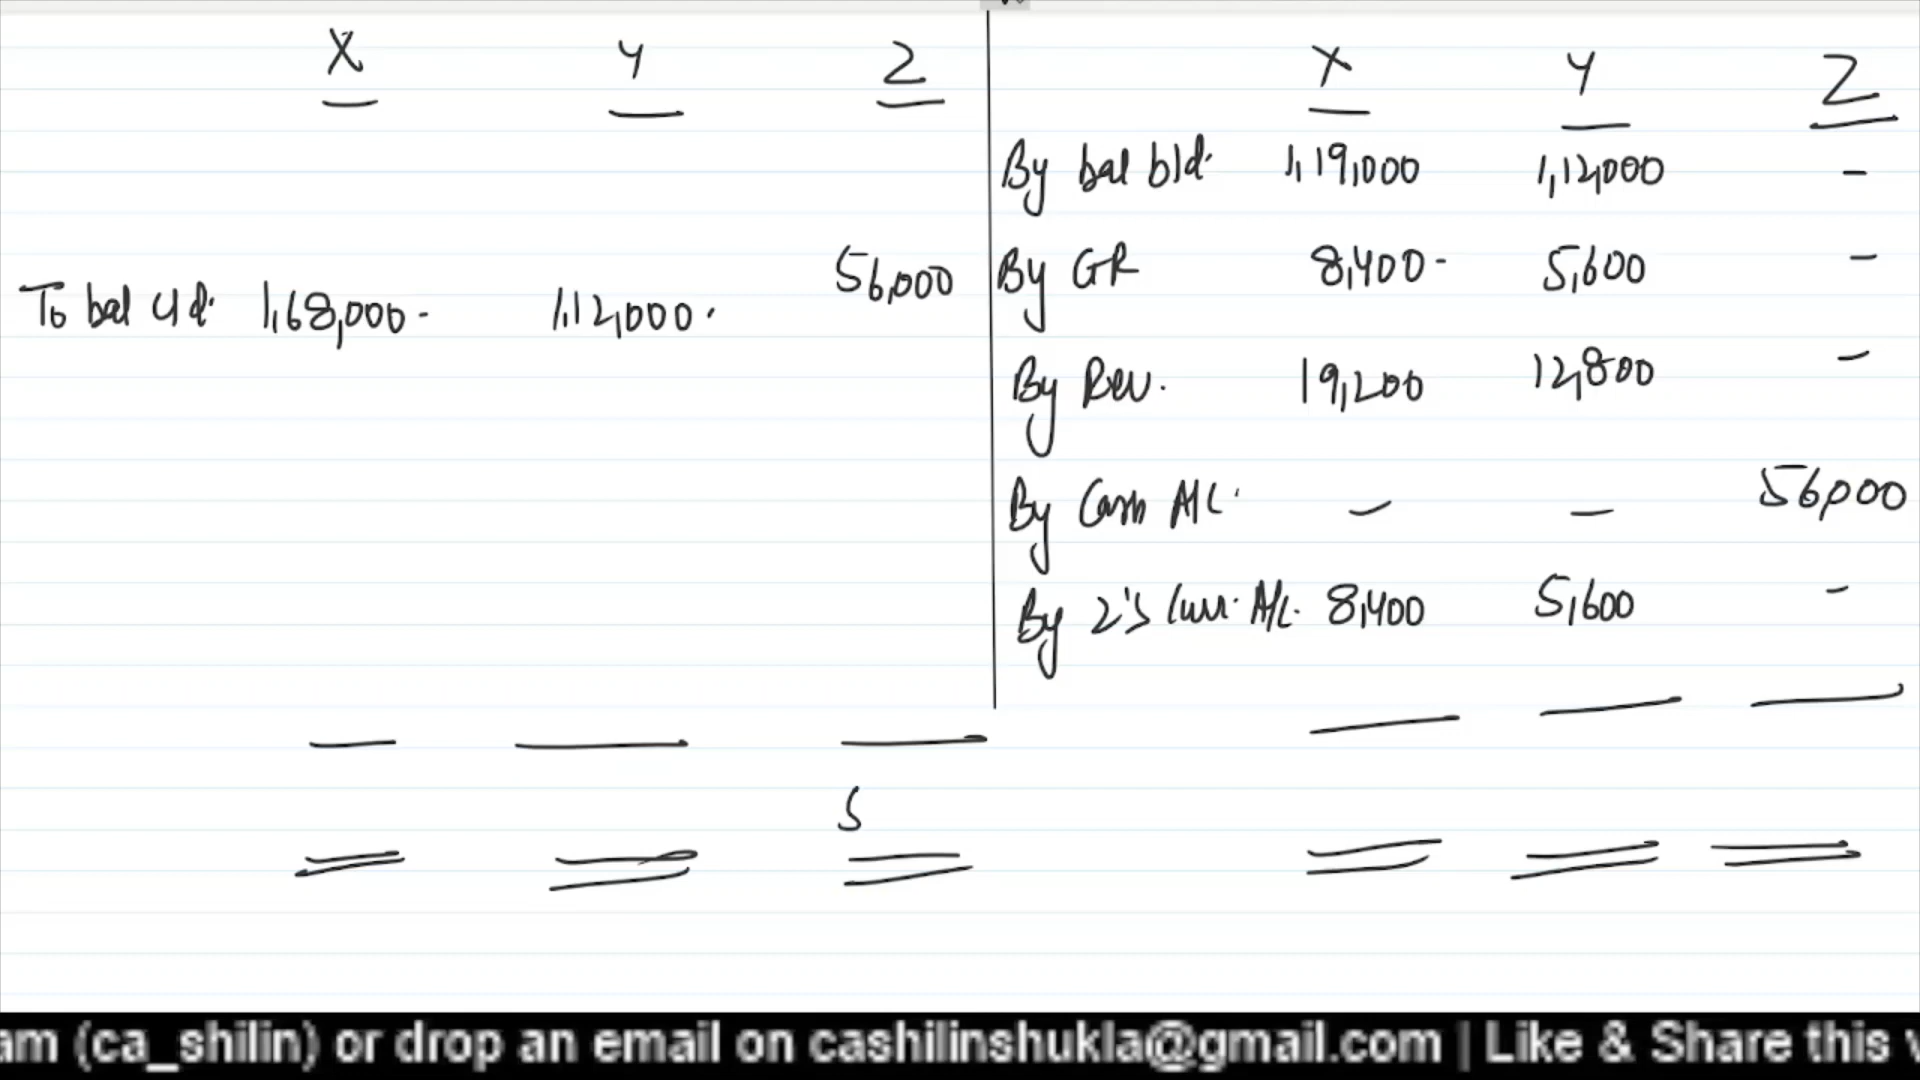 X Y Z X Y Z
By bal b/d. 1,19,000 1,12,000 -
To bal c/d. 1,68,000 - 1,12,000. 56,000 By GR 8,400 - 5,600 -
By Rev. 19,200 12,800 -
By Cash A/c. - - 56,000
By Z's Curr. A/c. 8,400 5,600 -
5
am (ca_shilin) or drop an email on cashilinshukla@gmail.com | Like & Share this v